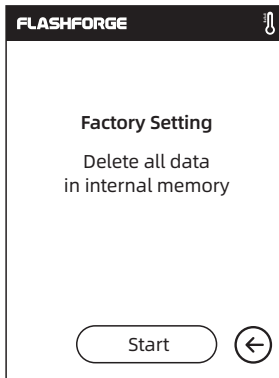 FLASHFORGE
Factory Setting
Delete all data
in internal memory
Start